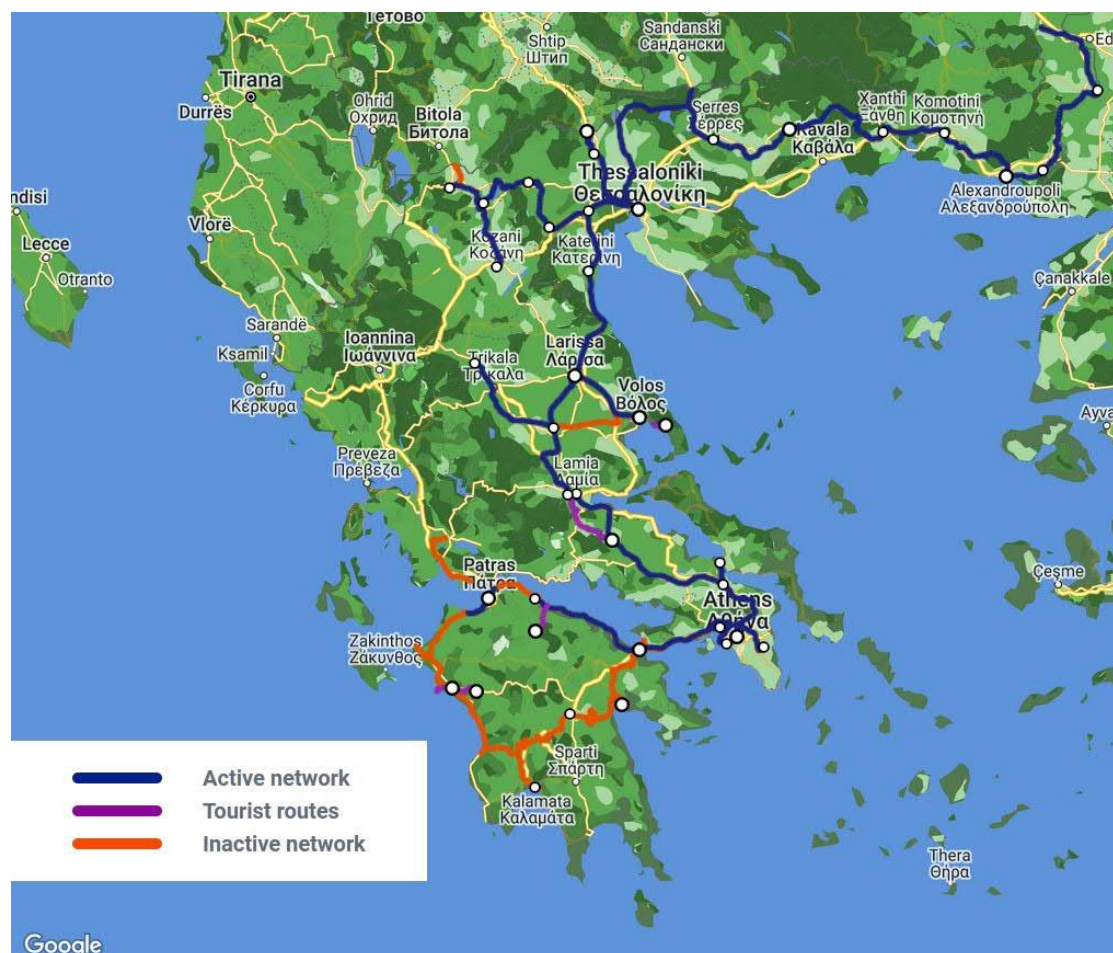 Тетово
Shtip
Штип
Sandanski
Сандански
Ed
Tirana
Durrës
Ohrid
Охрид
Bitola
Битола
Serres
Σέρρες
Xanthi
Ξάνθη
Komotini
Κομοτηνή
Kavala
Καβάλα
Thessaloniki
Θεσσαλονίκη
Alexandroupoli
Αλεξανδρούπολη
ndisi
Lecce
Otranto
Vlorë
Kozani
Κοζάνη
Katerini
Κατερίνη
Çanakkale
Sarandë
Ksamil
Corfu
Κέρκυρα
Ioannina
Ιωάννινα
Trikala
Τρίκαλα
Larissa
Λάρισα
Volos
Βόλος
Ayva
Preveza
Πρέβεζα
Lamia
Λαμία
Patras
Πάτρα
Athens
Αθήνα
Çeşme
Zakinthos
Ζάκυνθος
Sparti
Σπάρτη
Kalamata
Καλαμάτα
Thera
Θήρα
Active network
Tourist routes
Inactive network
Google